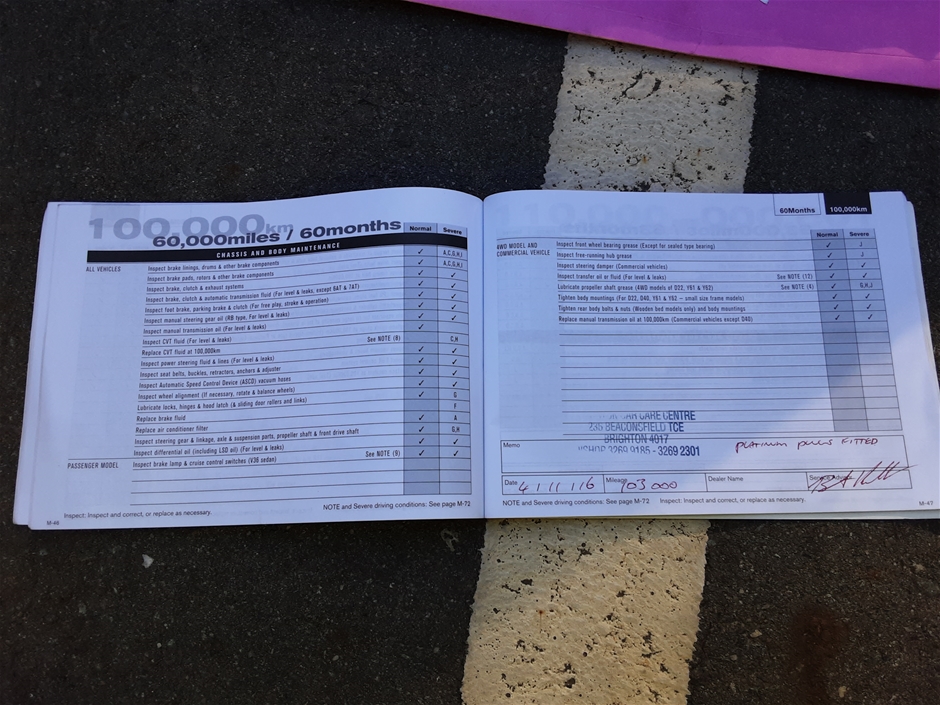 100,000km
60,000miles / 60months
Normal Severe
CHASSIS AND BODY MAINTENANCE
ALL VEHICLES
Inspect brake linings, drums & other brake components ✓ A,C,G,H,I
Inspect brake pads, rotors & other brake components ✓ A,C,G,H,I
Inspect brake, clutch & exhaust systems ✓ ✓
Inspect brake, clutch & automatic transmission fluid (For level & leaks, except 6AT & 7AT) ✓ ✓
Inspect foot brake, parking brake & clutch (For free play, stroke & operation) ✓ ✓
Inspect manual steering gear oil (RB type, For level & leaks) ✓ ✓
Inspect manual transmission oil (For level & leaks) ✓ ✓
Inspect CVT fluid (For level & leaks) See NOTE (8)
Replace CVT fluid at 100,000km
Inspect power steering fluid & lines (For level & leaks)
Inspect seat belts, buckles, retractors, anchors & adjuster
Inspect Automatic Speed Control Device (ASCD) vacuum hoses
Inspect wheel alignment (If necessary, rotate & balance wheels)
Lubricate locks, hinges & hood latch (& sliding door rollers and links)
Replace brake fluid
Replace air conditioner filter
Inspect steering gear & linkage, axle & suspension parts, propeller shaft & front drive shaft
Inspect differential oil (including LSD oil) (For level & leaks) See NOTE (9) ✓ ✓
PASSENGER MODEL Inspect brake lamp & cruise control switches (V36 sedan)
Inspect: Inspect and correct, or replace as necessary. NOTE and Severe driving conditions: See page M-72
M-46
60Months 100,000km
Normal Severe
4WD MODEL AND
COMMERCIAL VEHICLE
Inspect front wheel bearing grease (Except for sealed type bearing) ✓ J
Inspect free-running hub grease ✓ J
Inspect steering damper (Commercial vehicles) ✓ ✓
Inspect transfer oil or fluid (For level & leaks) See NOTE (12) ✓ ✓
Lubricate propeller shaft grease (4WD models of D22, Y61 & Y62) See NOTE (4) ✓ G,H,J
Tighten body mountings (For D22, D40, Y61 & Y62 – small size frame models) ✓ ✓
Tighten rear body bolts & nuts (Wooden bed models only) and body mountings ✓ ✓
Replace manual transmission oil at 100,000km (Commercial vehicles except D40) ✓ ✓
CAR CARE CENTRE
235 BEACONSFIELD TCE
BRIGHTON 4017
3269 9185 - 3269 2301
Memo
PLATINUM PLUGS FITTED
Date 4/11/16 Mileage 103000 Dealer Name
NOTE and Severe driving conditions: See page M-72 Inspect: Inspect and correct, or replace as necessary.
M-47